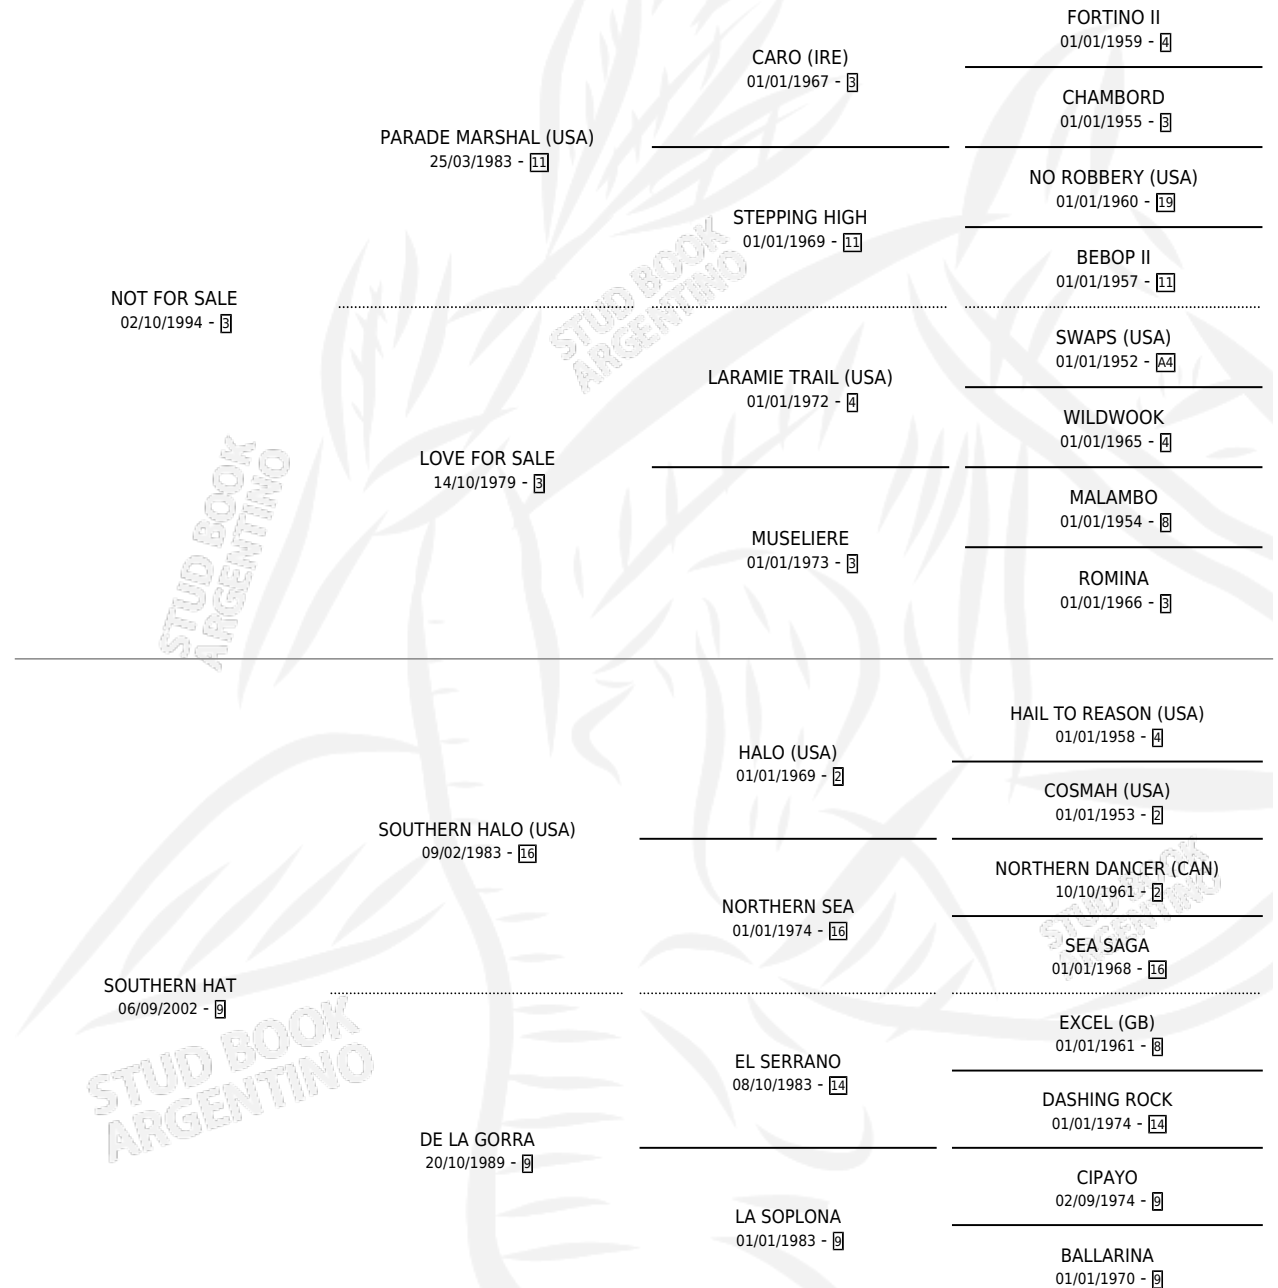 FORTINO II
01/01/1959 - 4
CARO (IRE)
01/01/1967 - 3
CHAMBORD
01/01/1955 - 3
PARADE MARSHAL (USA)
25/03/1983 - 11
NO ROBBERY (USA)
01/01/1960 - 19
STEPPING HIGH
01/01/1969 - 11
BEBOP II
01/01/1957 - 11
NOT FOR SALE
02/10/1994 - 3
SWAPS (USA)
01/01/1952 - A4
LARAMIE TRAIL (USA)
01/01/1972 - 4
WILDWOOK
01/01/1965 - 4
LOVE FOR SALE
14/10/1979 - 3
MALAMBO
01/01/1954 - 8
MUSELIERE
01/01/1973 - 3
ROMINA
01/01/1966 - 3
HAIL TO REASON (USA)
01/01/1958 - 4
HALO (USA)
01/01/1969 - 2
COSMAH (USA)
01/01/1953 - 2
SOUTHERN HALO (USA)
09/02/1983 - 16
NORTHERN DANCER (CAN)
10/10/1961 - 2
NORTHERN SEA
01/01/1974 - 16
SEA SAGA
01/01/1968 - 16
SOUTHERN HAT
06/09/2002 - 9
EXCEL (GB)
01/01/1961 - 8
EL SERRANO
08/10/1983 - 14
DASHING ROCK
01/01/1974 - 14
DE LA GORRA
20/10/1989 - 9
CIPAYO
02/09/1974 - 9
LA SOPLONA
01/01/1983 - 9
BALLARINA
01/01/1970 - 9
STUD BOOK
ARGENTINO
STUD BOOK
ARGENTINO
STUD BOOK
ARGENTINO
STUD BOOK
ARGENTINO